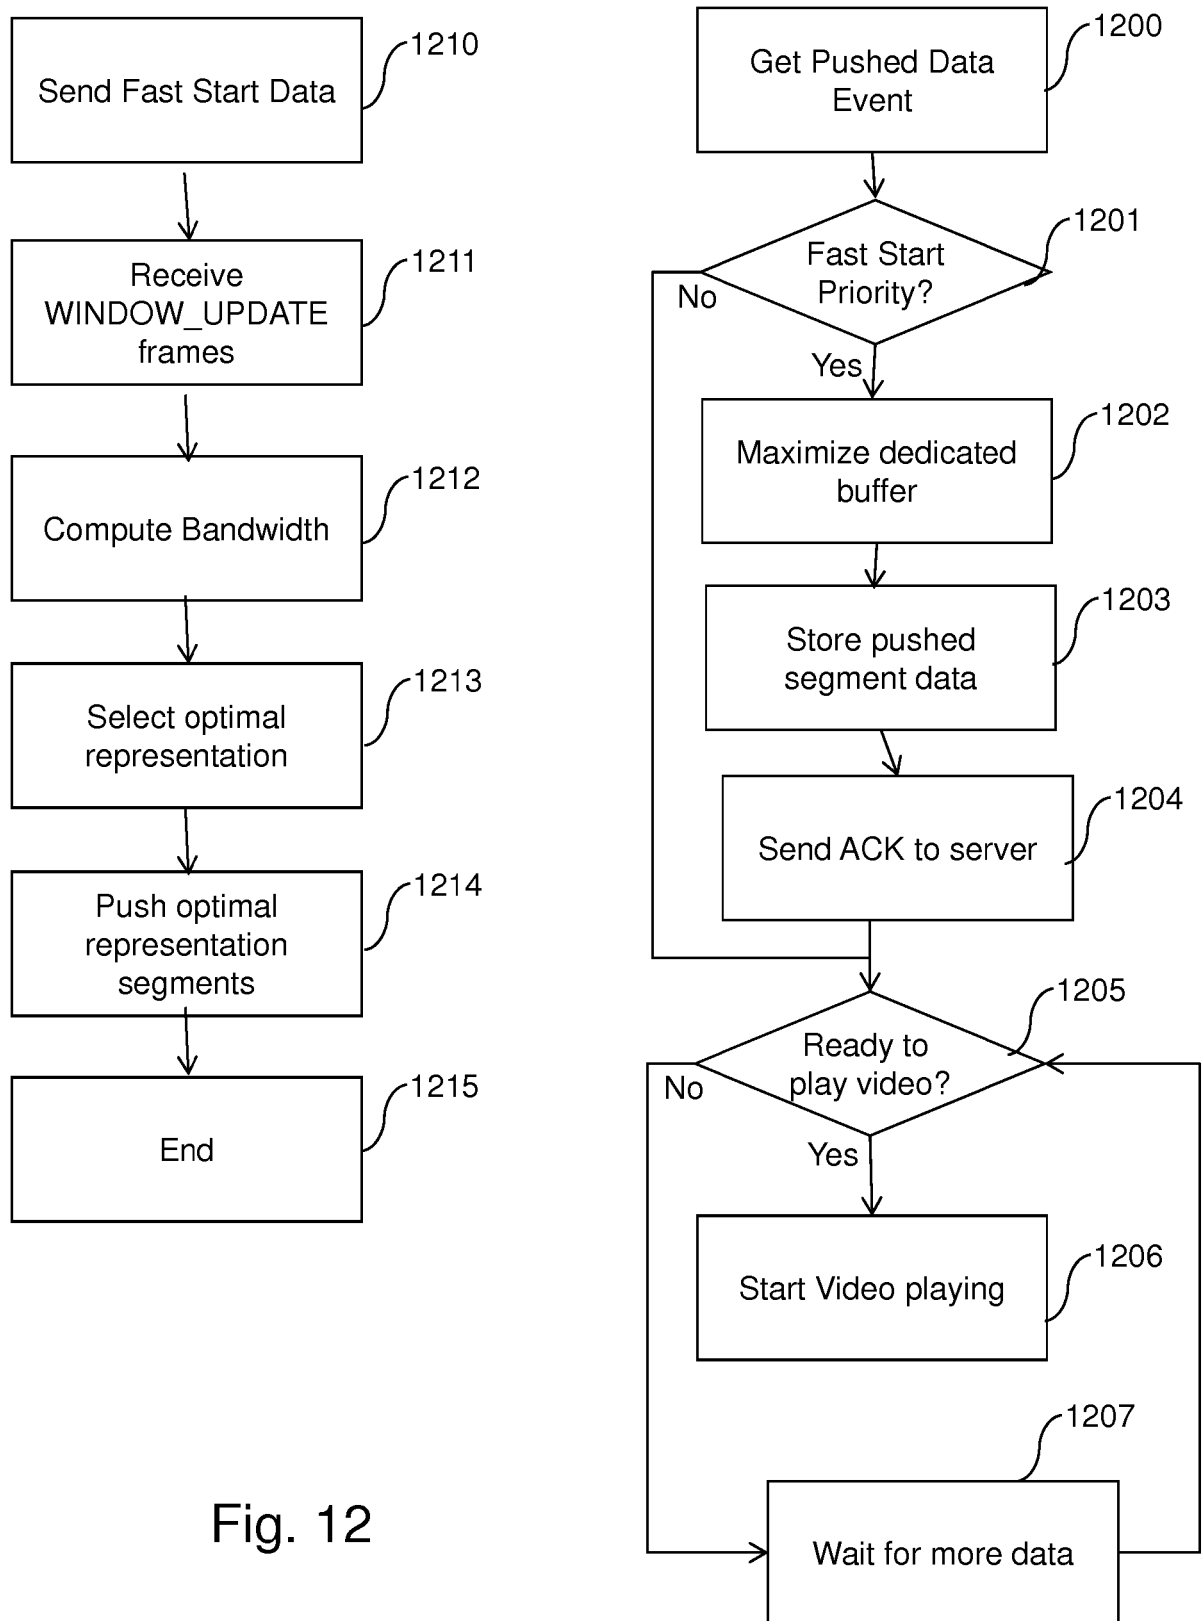 1210
Send Fast Start Data
1211
Receive
WINDOW_UPDATE
frames
1212
Compute Bandwidth
1213
Select optimal
representation
1214
Push optimal
representation
segments
1215
End
1200
Get Pushed Data
Event
1201
Fast Start
Priority?
No
Yes
1202
Maximize dedicated
buffer
1203
Store pushed
segment data
1204
Send ACK to server
1205
Ready to
play video?
No
Yes
1206
Start Video playing
1207
Wait for more data
Fig. 12